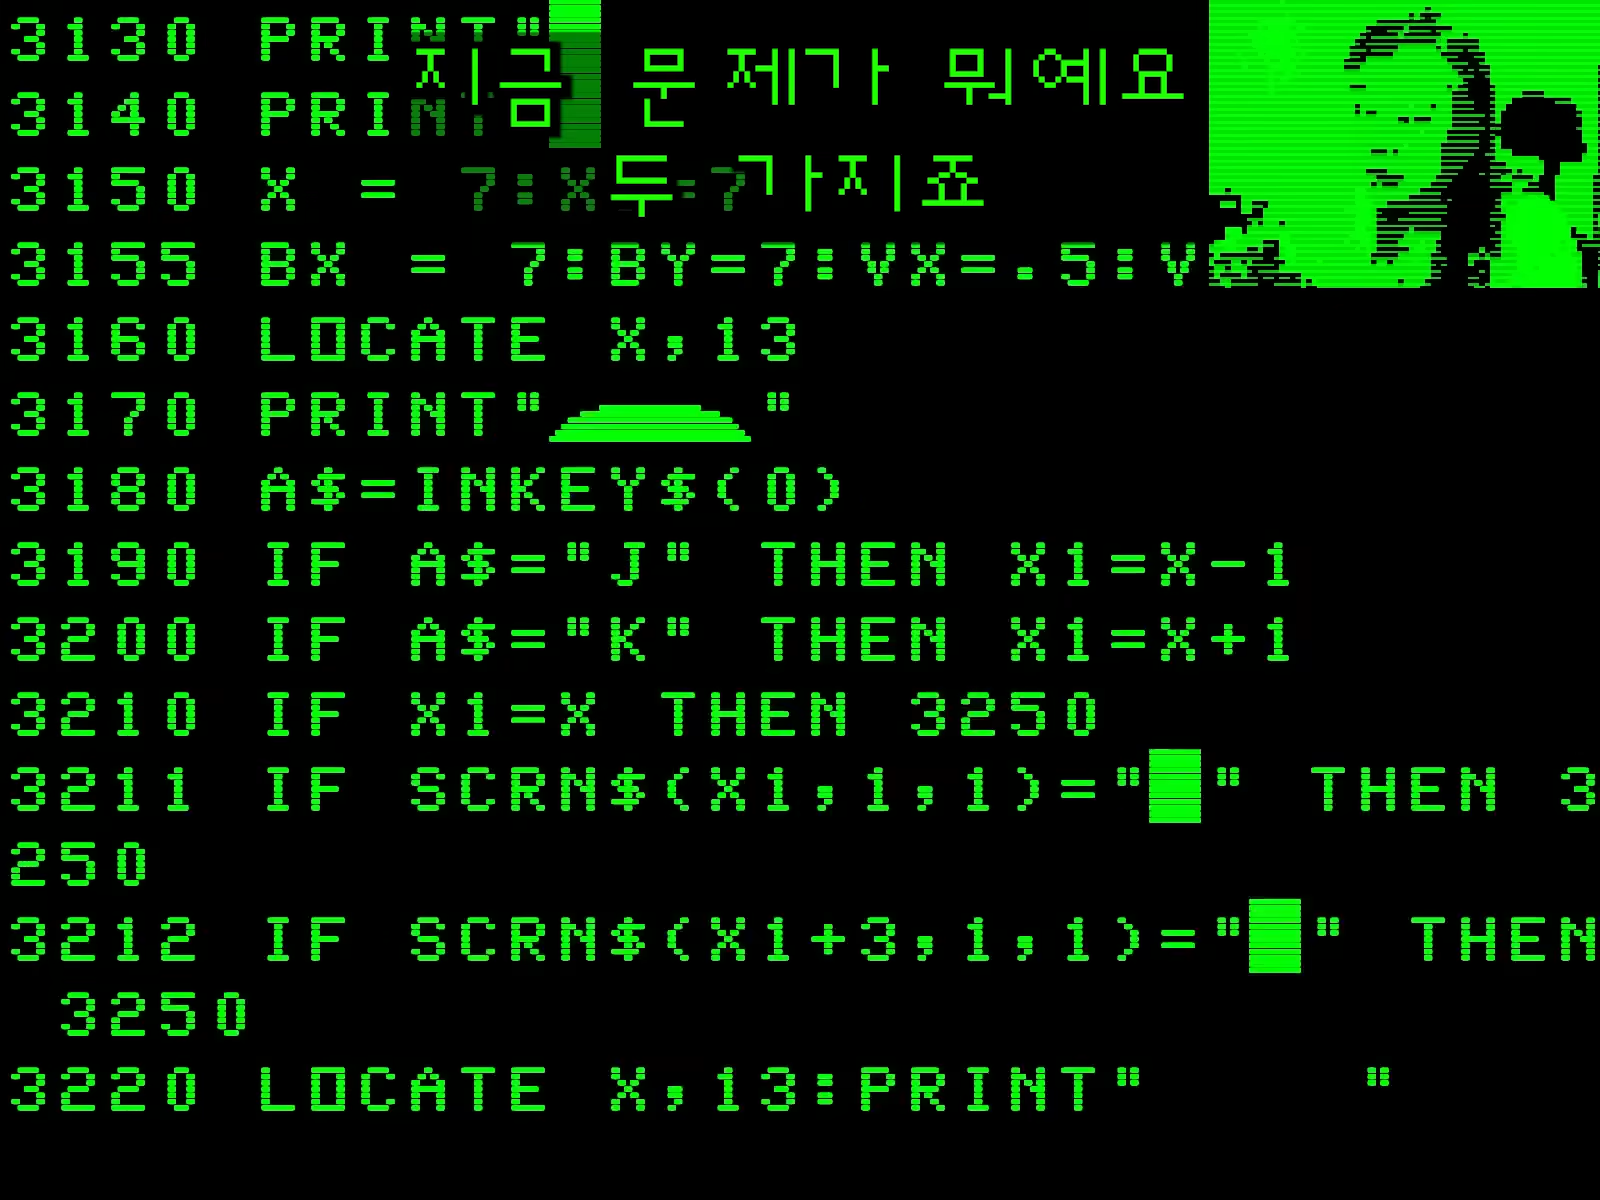 3130 PRINT"
지금 문제가 뭐예요
3140 PRIN
두 가지죠
3150 X = 7:X =7
3155 BX = 7:BY=7:VX=.5:V
3160 LOCATE X,13
3170 PRINT" "
3180 A$=INKEY$(0)
3190 IF A$="J" THEN X1=X-1
3200 IF A$="K" THEN X1=X+1
3210 IF X1=X THEN 3250
3211 IF SCRN$(X1,1,1)="█" THEN 3
250
3212 IF SCRN$(X1+3,1,1)="█" THEN
3250
3220 LOCATE X,13:PRINT" "